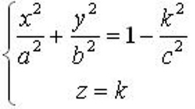 x²/a² + y²/b² = 1 − k²/c²
z = k